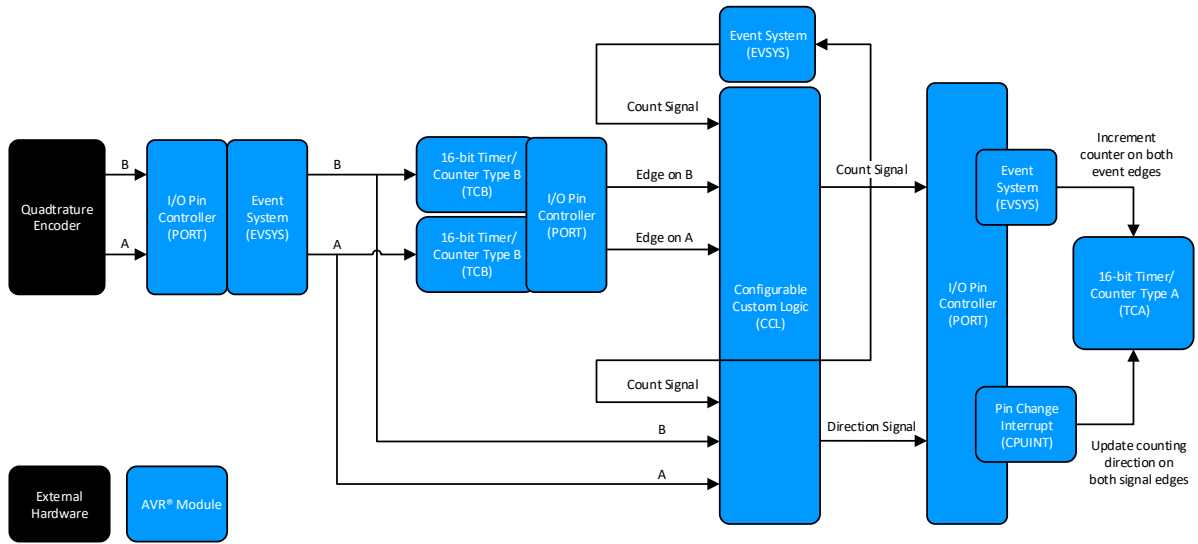 Event System
(EVSYS)
Count Signal
B
A
Quadtrature
Encoder
I/O Pin
Controller
(PORT)
Event
System
(EVSYS)
B
A
16-bit Timer/
Counter Type B
(TCB)
16-bit Timer/
Counter Type B
(TCB)
I/O Pin
Controller
(PORT)
Edge on B
Edge on A
Configurable
Custom Logic
(CCL)
Count Signal
B
A
Count Signal
Direction Signal
I/O Pin
Controller
(PORT)
Event
System
(EVSYS)
Increment
counter on both
event edges
16-bit Timer/
Counter Type A
(TCA)
Pin Change
Interrupt
(CPUINT)
Update counting
direction on
both signal edges
External
Hardware
AVR® Module